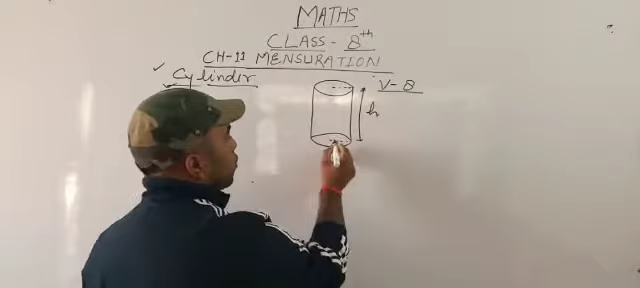 MATHS
CLASS - 8th
CH-11 MENSURATION
✓ Cylinder
V-8
h